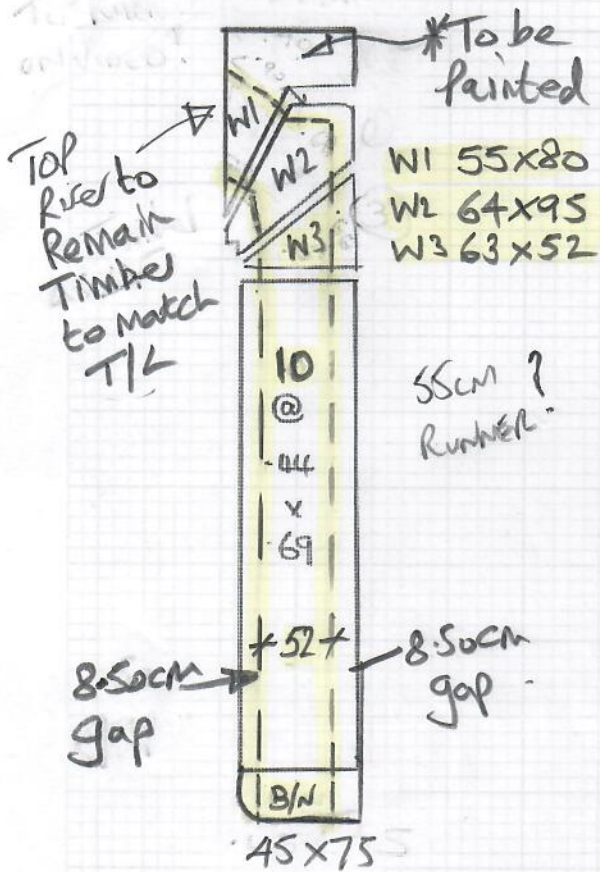 * To be
Painted
Top
Riser to
Remain
Timber
to Match
T/L
W1
W2
W3
W1 55x80
W2 64x95
W3 63x52
10
@
44
x
69
55cm ?
RUNNER.
52
8.50cm
gap
8.50cm
gap
B/N
45x75